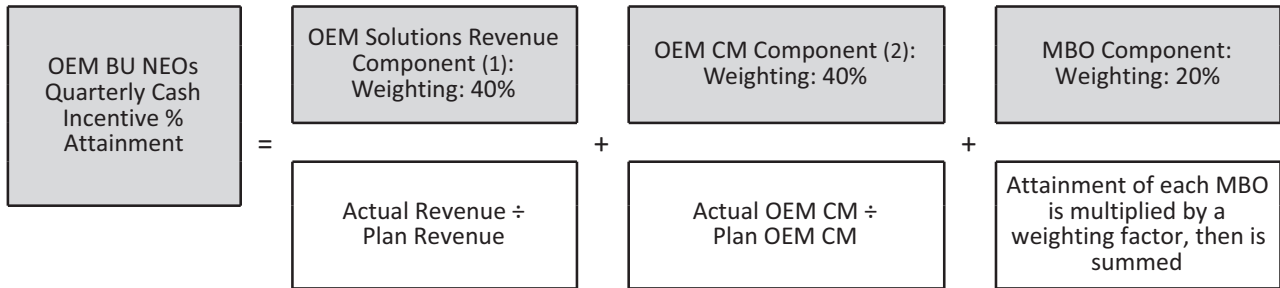 OEM BU NEOs
Quarterly Cash
Incentive %
Attainment
=
OEM Solutions Revenue
Component (1):
Weighting: 40%
Actual Revenue ÷
Plan Revenue
+
OEM CM Component (2):
Weighting: 40%
Actual OEM CM ÷
Plan OEM CM
+
MBO Component:
Weighting: 20%
Attainment of each MBO
is multiplied by a
weighting factor, then is
summed